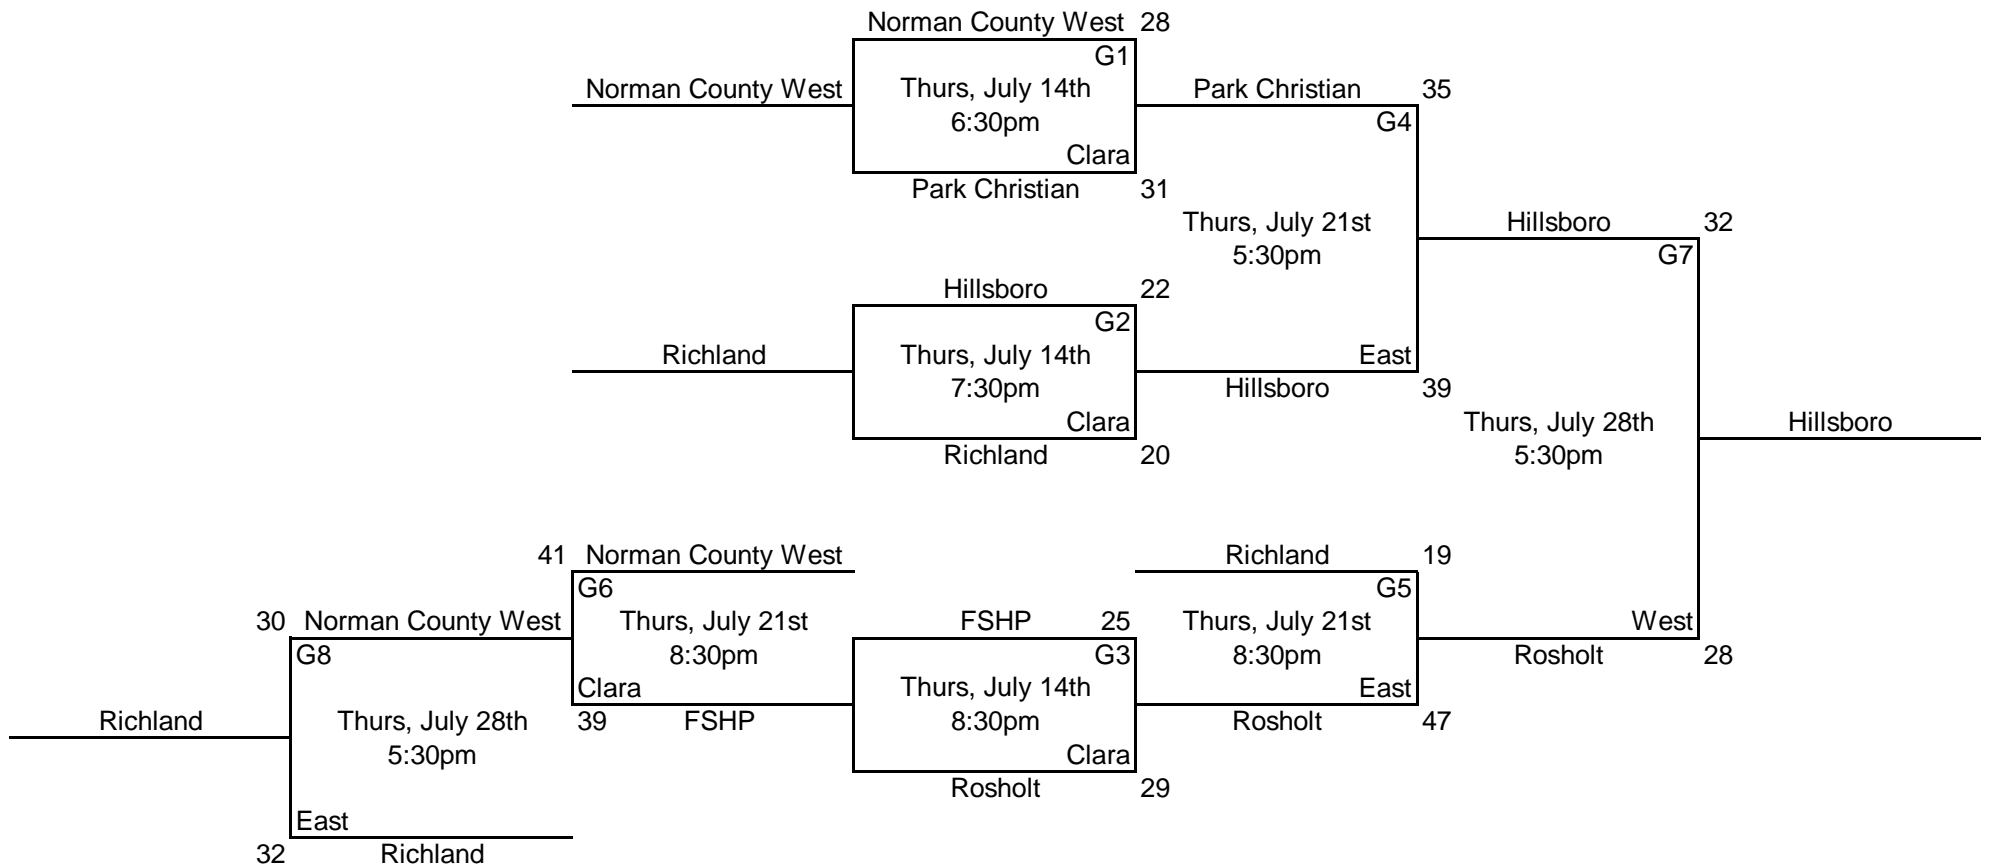 Norman County West 28
G1
Norman County West
Thurs, July 14th
6:30pm
Clara
Park Christian 31
Park Christian 35
G4
Thurs, July 21st
5:30pm
East
Hillsboro 39
Hillsboro 22
G2
Richland
Thurs, July 14th
7:30pm
Clara
Richland 20
Hillsboro 32
G7
Thurs, July 28th
5:30pm
West
Rosholt 28
Hillsboro
41 Norman County West
G6
Thurs, July 21st
8:30pm
Clara
39 FSHP
FSHP 25
G3
Thurs, July 14th
8:30pm
Clara
Rosholt 29
Richland 19
G5
Thurs, July 21st
8:30pm
East
Rosholt 47
30 Norman County West
G8
Richland
Thurs, July 28th
5:30pm
East
32 Richland